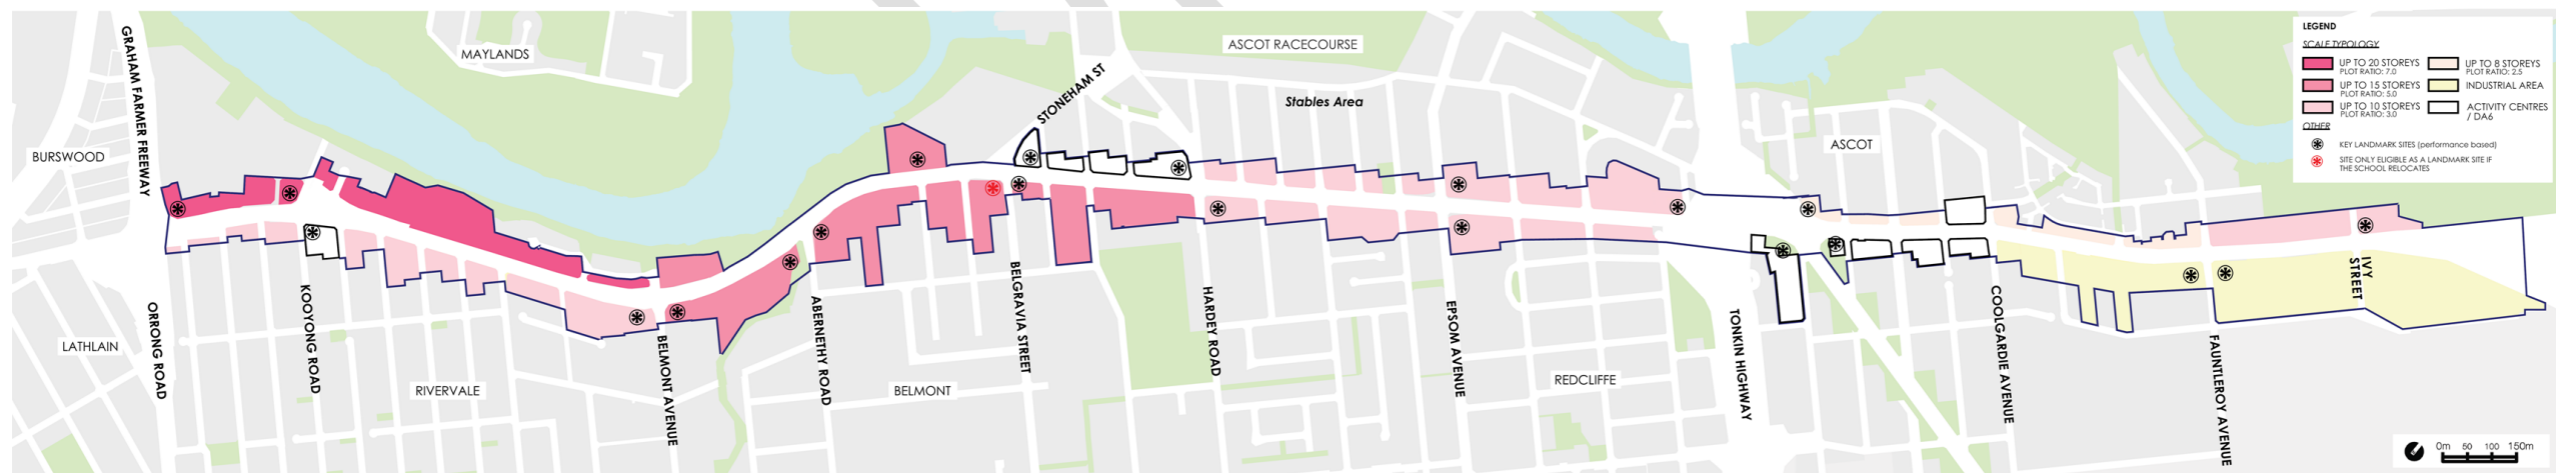 GRAHAM FARMER FREEWAY
MAYLANDS
BURSWOOD
LATHLAIN
ORRONG ROAD
KOOYONG ROAD
RIVERVALE
BELMONT AVENUE
ABERNETHY ROAD
BELMONT
BELGRAVIA STREET
STONEHAM ST
ASCOT RACECOURSE
Stables Area
HARDEY ROAD
EPSOM AVENUE
REDCLIFFE
TONKIN HIGHWAY
ASCOT
COOLGARDIE AVENUE
FAUNTLEROY AVENUE
IVY
STREET
LEGEND
SCALE TYPOLOGY
UP TO 20 STOREYS
PLOT RATIO: 7.0
UP TO 15 STOREYS
PLOT RATIO: 5.0
UP TO 10 STOREYS
PLOT RATIO: 3.0
UP TO 8 STOREYS
PLOT RATIO: 2.5
INDUSTRIAL AREA
ACTIVITY CENTRES
/ DA6
OTHER
KEY LANDMARK SITES (performance based)
SITE ONLY ELIGIBLE AS A LANDMARK SITE IF
THE SCHOOL RELOCATES
0m 50 100 150m